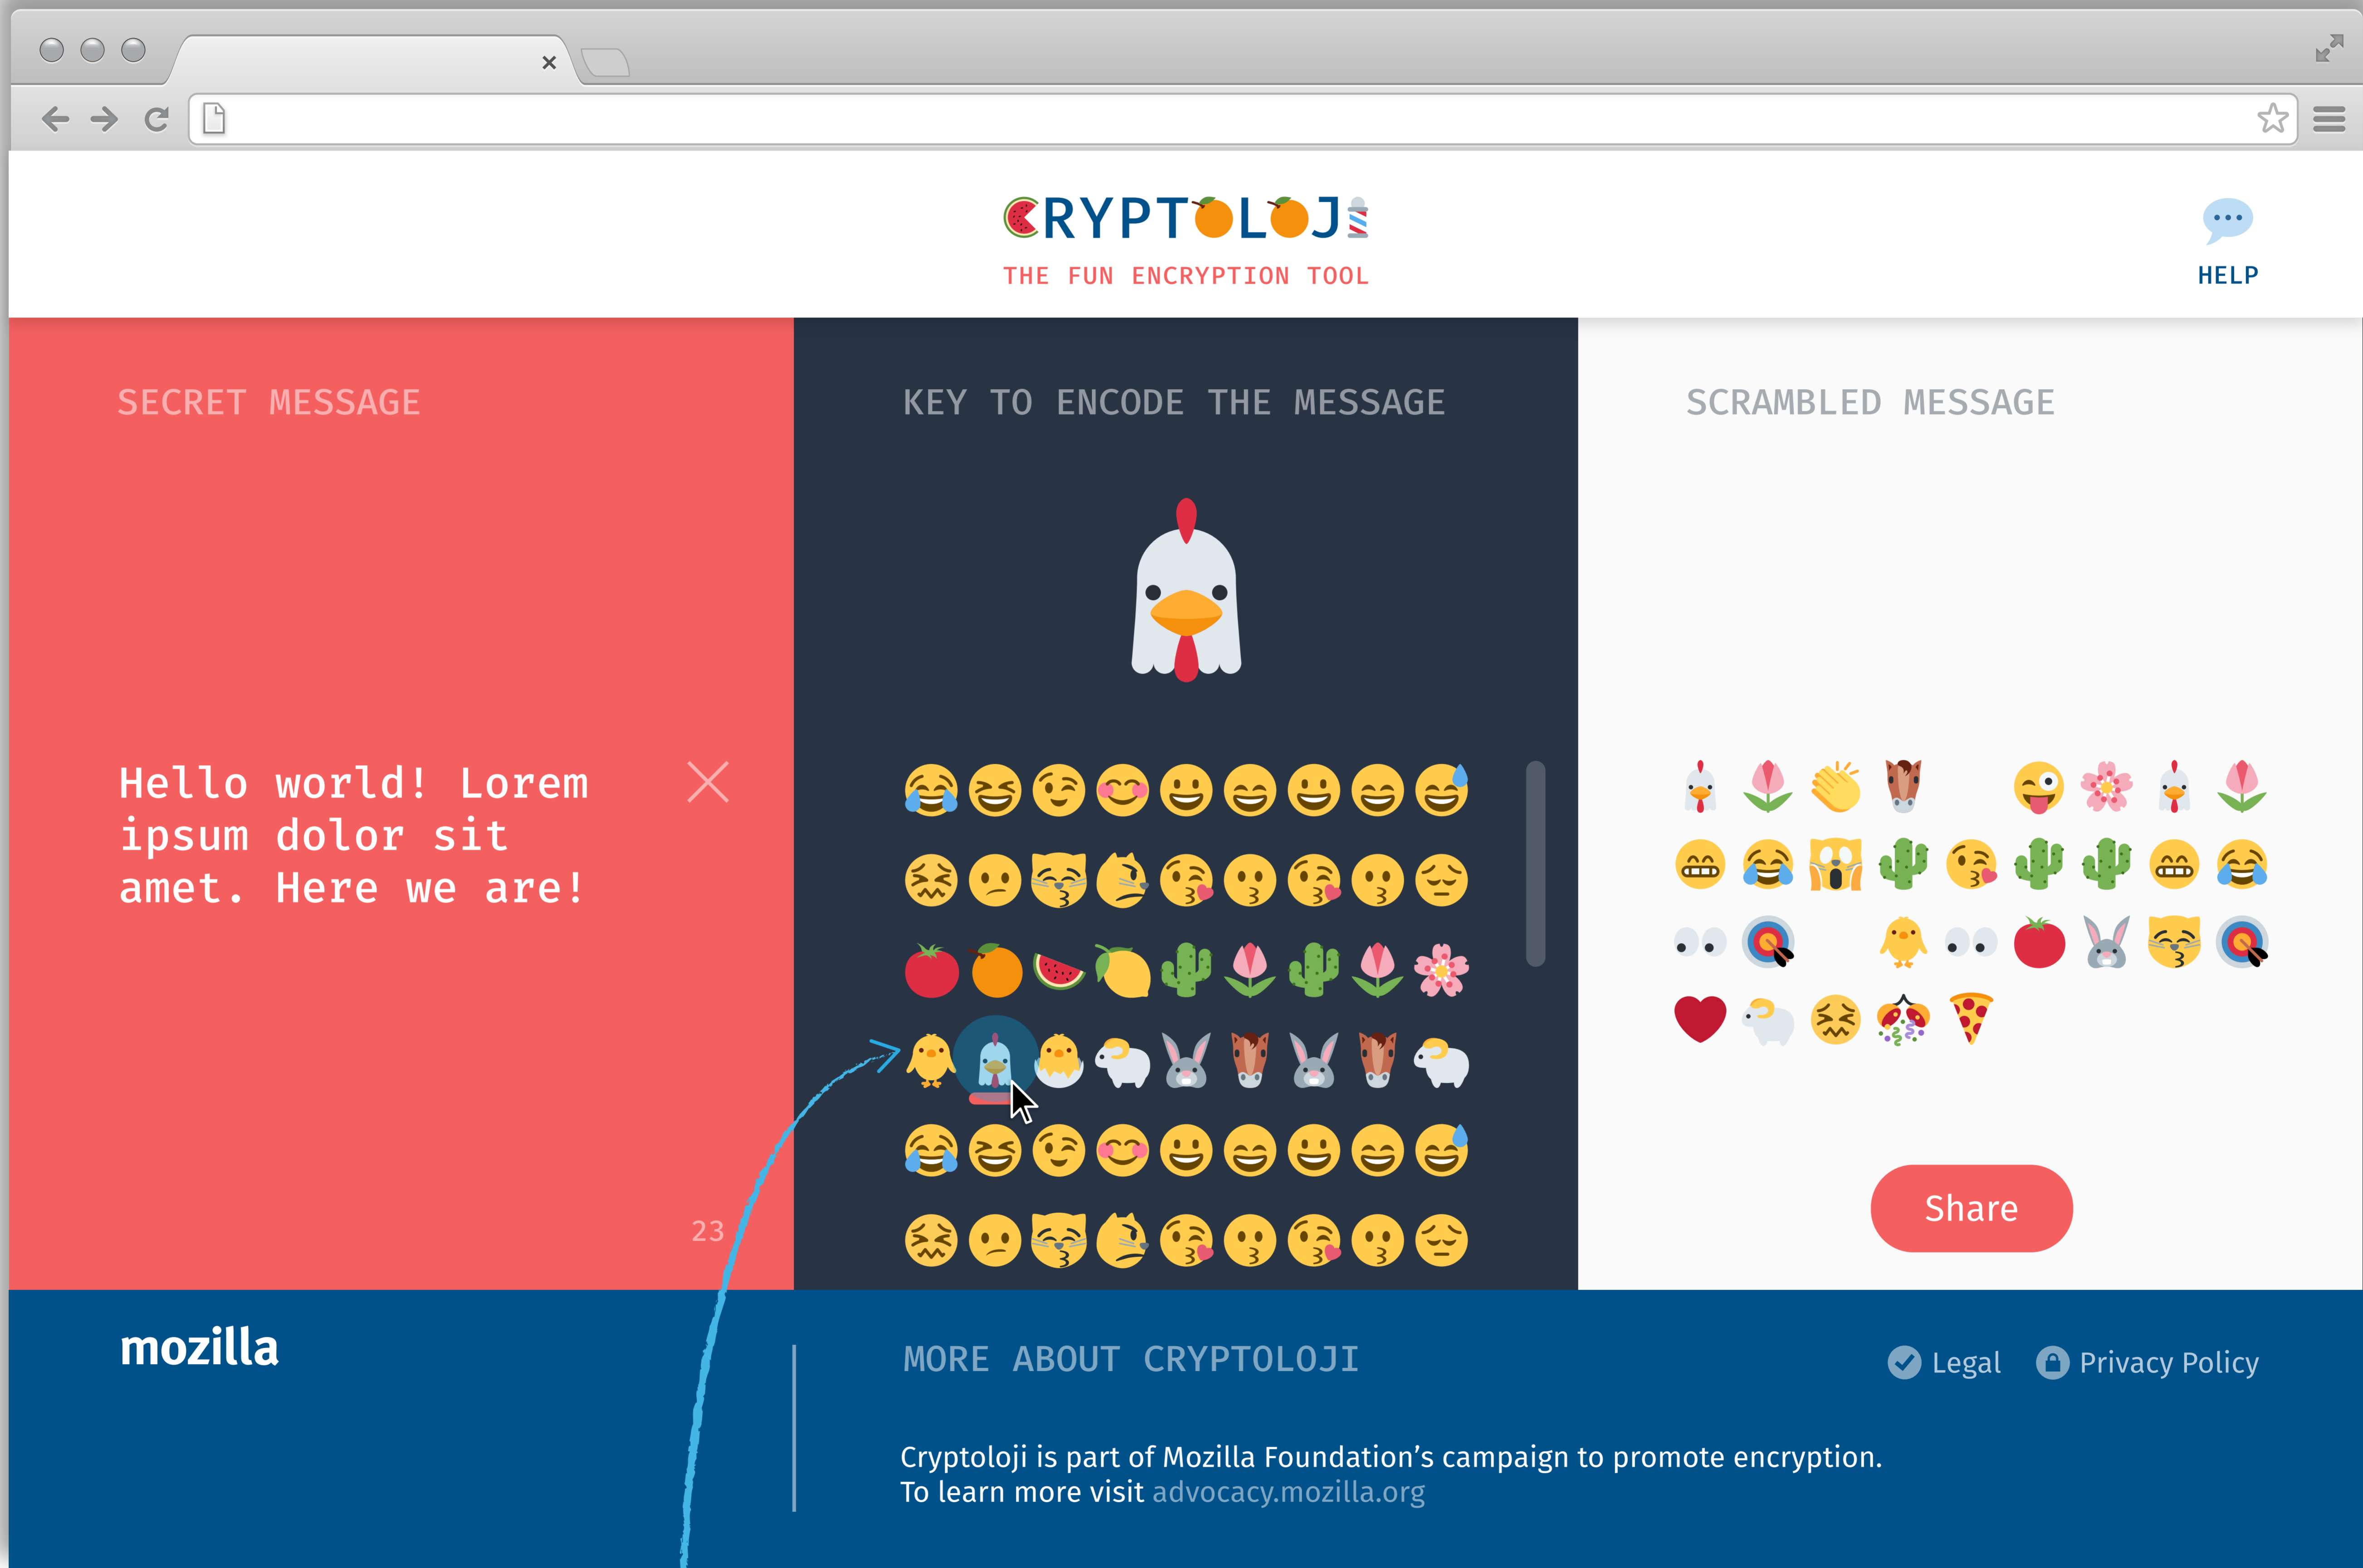 CRYPTOLOJI
THE FUN ENCRYPTION TOOL
HELP
SECRET MESSAGE
Hello world! Lorem
ipsum dolor sit
amet. Here we are!
23
KEY TO ENCODE THE MESSAGE
SCRAMBLED MESSAGE
Share
mozilla
MORE ABOUT CRYPTOLOJI
Cryptoloji is part of Mozilla Foundation’s campaign to promote encryption.
To learn more visit advocacy.mozilla.org
Legal
Privacy Policy